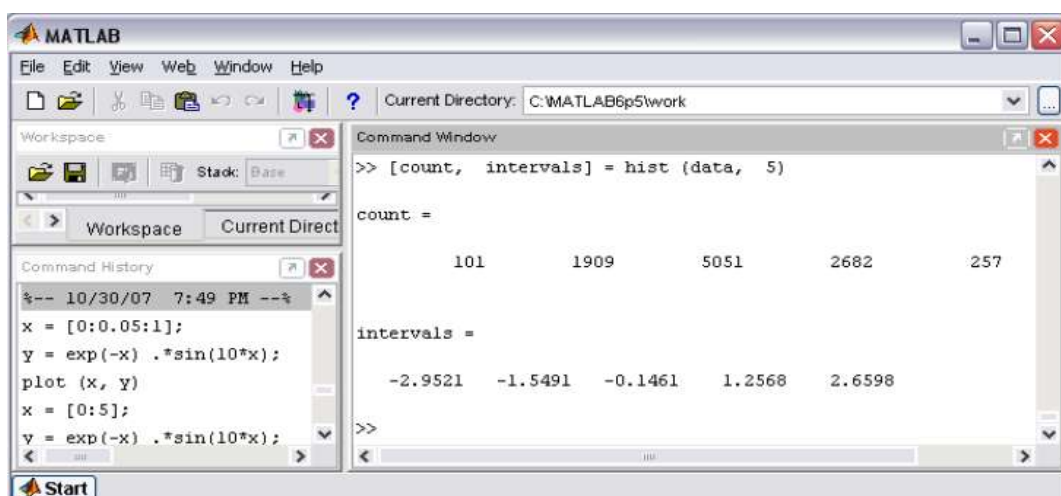 MATLAB
File Edit View Web Window Help
? Current Directory: C:\MATLAB6p5\work
Workspace
Stack: Base
Workspace Current Direct
Command History
%-- 10/30/07 7:49 PM --%
x = [0:0.05:1];
y = exp(-x) .*sin(10*x);
plot (x, y)
x = [0:5];
y = exp(-x) .*sin(10*x);
Command Window
>> [count, intervals] = hist (data, 5)
count =
101 1909 5051 2682 257
intervals =
-2.9521 -1.5491 -0.1461 1.2568 2.6598
>>
Start